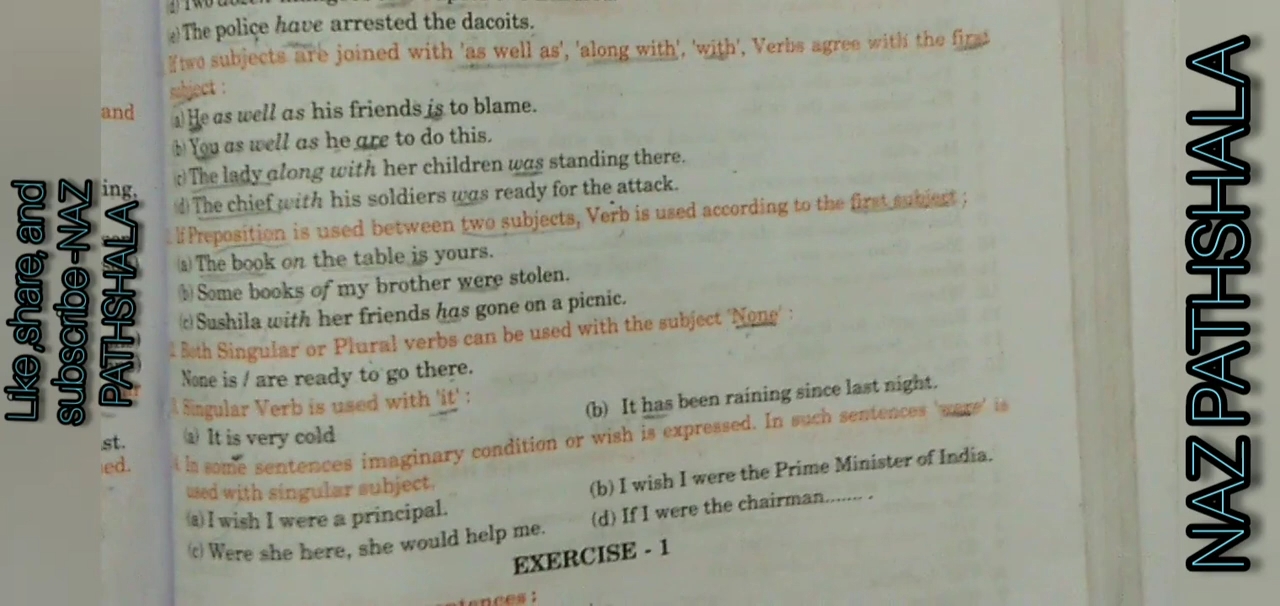 (e) The police have arrested the dacoits.
If two subjects are joined with 'as well as', 'along with', 'with', Verbs agree with the first
subject :
(a) He as well as his friends is to blame.
(b) You as well as he are to do this.
(c) The lady along with her children was standing there.
(d) The chief with his soldiers was ready for the attack.
If Preposition is used between two subjects, Verb is used according to the first subject ;
(a) The book on the table is yours.
(b) Some books of my brother were stolen.
(c) Sushila with her friends has gone on a picnic.
Both Singular or Plural verbs can be used with the subject 'None' :
None is / are ready to go there.
Singular Verb is used with 'it' :
(a) It is very cold
(b) It has been raining since last night.
In some sentences imaginary condition or wish is expressed. In such sentences 'were' is
used with singular subject.
(a) I wish I were a principal.
(b) I wish I were the Prime Minister of India.
(c) Were she here, she would help me.
(d) If I were the chairman....... .
EXERCISE - 1
and
ing,
st.
ed.
Like ,share, and
subscribe -NAZ
PATHSHALA
NAZ PATHSHALA